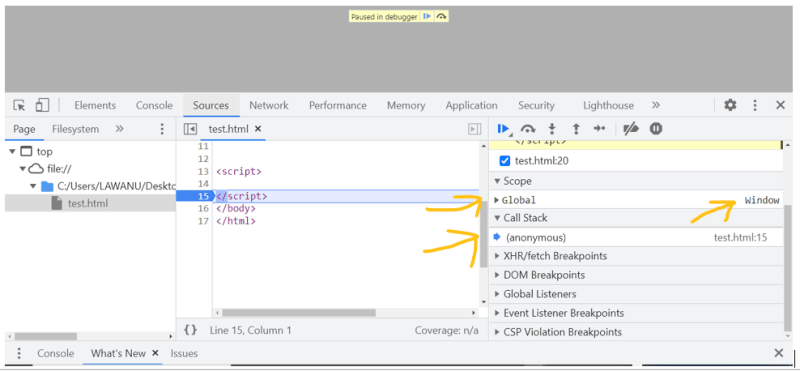 Paused in debugger
Elements Console Sources Network Performance Memory Application Security Lighthouse »
Page Filesystem »
test.html ×
top
file://
C:/Users/LAWANU/Deskto
test.html
11
12
13 <script>
14
15 </script>
16 </body>
17 </html>
{} Line 15, Column 1 Coverage: n/a
</script>
test.html:20
Scope
Global Window
Call Stack
(anonymous) test.html:15
XHR/fetch Breakpoints
DOM Breakpoints
Global Listeners
Event Listener Breakpoints
CSP Violation Breakpoints
Console What's New × Issues